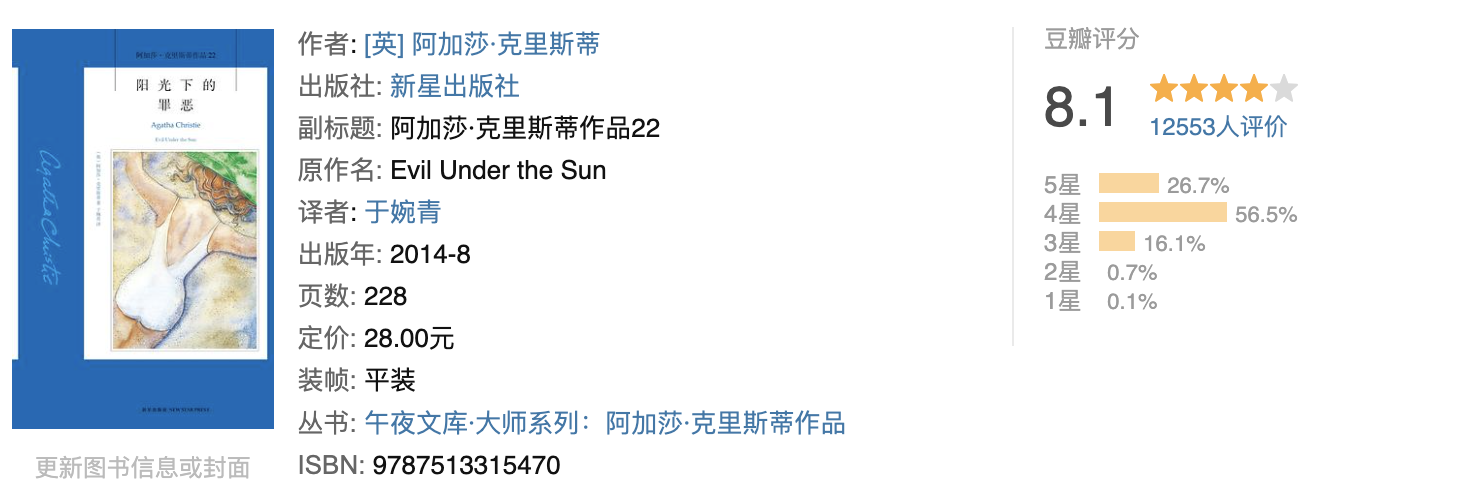 阿加莎·克里斯蒂作品22
阳光下的
罪恶
Agatha Christie
Evil Under the Sun
Agatha Christie
NEW STAR PRESS
更新图书信息或封面
作者: [英] 阿加莎·克里斯蒂
出版社: 新星出版社
副标题: 阿加莎·克里斯蒂作品22
原作名: Evil Under the Sun
译者: 于婉青
出版年: 2014-8
页数: 228
定价: 28.00元
装帧: 平装
丛书: 午夜文库·大师系列：阿加莎·克里斯蒂作品
ISBN: 9787513315470
豆瓣评分
8.1
12553人评价
5星 26.7%
4星 56.5%
3星 16.1%
2星 0.7%
1星 0.1%